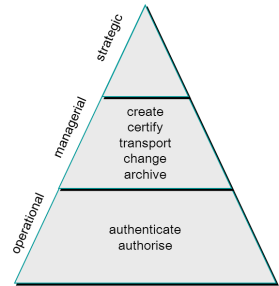 strategic
managerial
create
certify
transport
change
archive
operational
authenticate
authorise